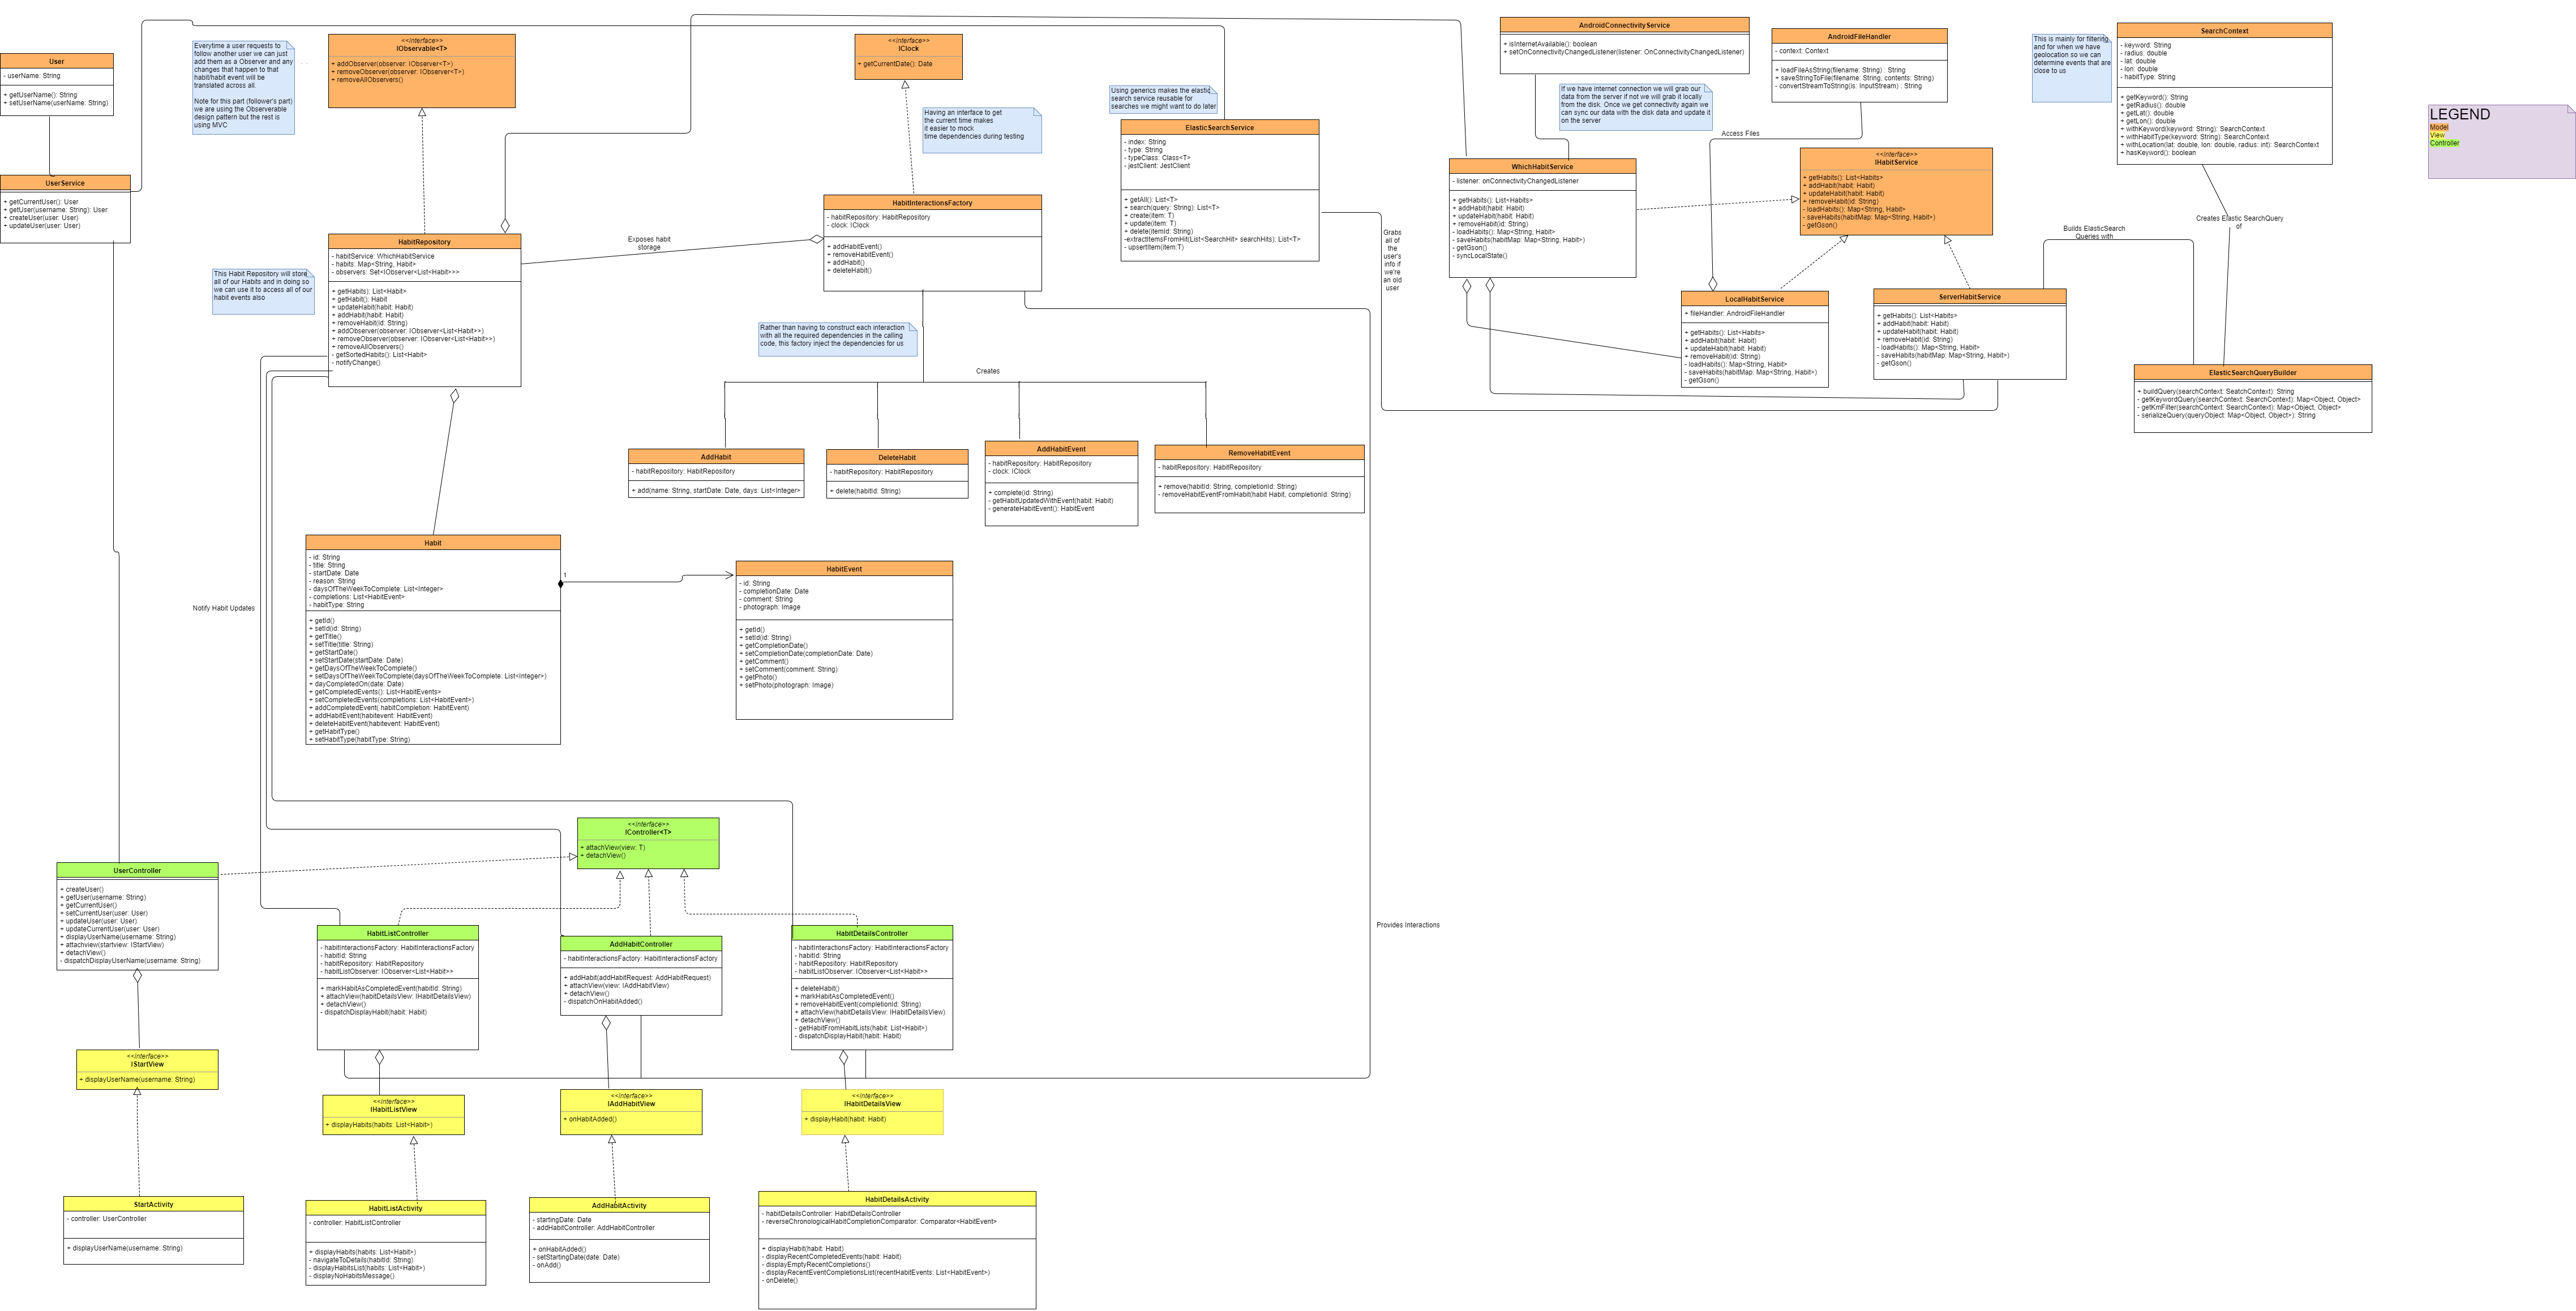 User
- userName: String
+ getUserName(): String
+ setUserName(userName: String)
UserService
+ getCurrentUser(): User
+ getUser(username: String): User
+ createUser(user: User)
+ updateUser(user: User)
Everytime a user requests to
follow another user we can just
add them as a Observer and any
changes that happen to that
habit/habit event will be
translated across all.
Note for this part (follower's part)
we are using the Observerable
design pattern but the rest is
using MVC
<<interface>>
IObservable<T>
+ addObserver(observer: IObserver<T>)
+ removeObserver(observer: IObserver<T>)
+ removeAllObservers()
<<interface>>
IClock
+ getCurrentDate(): Date
Having an interface to get
the current time makes
it easier to mock
time dependencies during testing
Using generics makes the elastic
search service reusable for
searches we might want to do later
ElasticSearchService
- index: String
- type: String
- typeClass: Class<T>
- jestClient: JestClient
+ getAll(): List<T>
+ search(query: String): List<T>
+ create(item: T)
+ update(item: T)
+ delete(itemId: String)
-extractItemsFromHit(List<SearchHit> searchHits): List<T>
- upsertItem(item:T)
AndroidConnectivityService
+ isInternetAvailable(): boolean
+ setOnConnectivityChangedListener(listener: OnConnectivityChangedListener)
If we have internet connection we will grab our
data from the server if not we will grab it locally
from the disk. Once we get connectivity again we
can sync our data with the disk data and update it
on the server
AndroidFileHandler
- context: Context
+ loadFileAsString(filename: String) : String
+ saveStringToFile(filename: String, contents: String)
- convertStreamToString(is: InputStream) : String
Access Files
This is mainly for filtering
and for when we have
geolocation so we can
determine events that are
close to us
SearchContext
- keyword: String
- radius: double
- lat: double
- lon: double
- habitType: String
+ getKeyword(): String
+ getRadius(): double
+ getLat(): double
+ getLon(): double
+ withKeyword(keyword: String): SearchContext
+ withHabitType(keyword: String): SearchContext
+ withLocation(lat: double, lon: double, radius: int): SearchContext
+ hasKeyword(): boolean
LEGEND
Model
View
Controller
WhichHabitService
- listener: onConnectivityChangedListener
+ getHabits(): List<Habits>
+ addHabit(habit: Habit)
+ updateHabit(habit: Habit)
+ removeHabit(id: String)
- loadHabits(): Map<String, Habit>
- saveHabits(habitMap: Map<String, Habit>)
- getGson()
- syncLocalState()
<<interface>>
IHabitService
+ getHabits(): List<Habits>
+ addHabit(habit: Habit)
+ updateHabit(habit: Habit)
+ removeHabit(id: String)
- loadHabits(): Map<String, Habit>
- saveHabits(habitMap: Map<String, Habit>)
- getGson()
Creates Elastic SearchQuery
of
Builds ElasticSearch
Queries with
Grabs
all of
the
user's
info if
we're
an old
user
LocalHabitService
+ fileHandler: AndroidFileHandler
+ getHabits(): List<Habits>
+ addHabit(habit: Habit)
+ updateHabit(habit: Habit)
+ removeHabit(id: String)
- loadHabits(): Map<String, Habit>
- saveHabits(habitMap: Map<String, Habit>)
- getGson()
ServerHabitService
+ getHabits(): List<Habits>
+ addHabit(habit: Habit)
+ updateHabit(habit: Habit)
+ removeHabit(id: String)
- loadHabits(): Map<String, Habit>
- saveHabits(habitMap: Map<String, Habit>)
- getGson()
ElasticSearchQueryBuilder
+ buildQuery(searchContext: SeatchContext): String
- getKeywordQuery(searchContext: SearchContext): Map<Object, Object>
- getKmFilter(searchContext: SearchContext): Map<Object, Object>
- serializeQuery(queryObject: Map<Object, Object>): String
HabitInteractionsFactory
- habitRepository: HabitRepository
- clock: IClock
+ addHabitEvent()
+ removeHabitEvent()
+ addHabit()
+ deleteHabit()
Exposes habit
storage
HabitRepository
- habitService: WhichHabitService
- habits: Map<String, Habit>
- observers: Set<IObserver<List<Habit>>>
+ getHabits): List<Habit>
+ getHabit(): Habit
+ updateHabit(habit: Habit)
+ addHabit(habit: Habit)
+ removeHabit(id: String)
+ addObserver(observer: IObserver<List<Habit>>)
+ removeObserver(observer: IObserver<List<Habit>>)
+ removeAllObservers()
- getSortedHabits(): List<Habit>
- notifyChange()
This Habit Repository will store
all of our Habits and in doing so
we can use it to access all of our
habit events also
Rather than having to construct each interaction
with all the required dependencies in the calling
code, this factory inject the dependencies for us
Creates
AddHabit
- habitRepository: HabitRepository
+ add(name: String, startDate: Date, days: List<Integer>
DeleteHabit
- habitRepository: HabitRepository
+ delete(habitId: String)
AddHabitEvent
- habitRepository: HabitRepository
- clock: IClock
+ complete(id: String)
- getHabitUpdatedWithEvent(habit: Habit)
- generateHabitEvent(): HabitEvent
RemoveHabitEvent
- habitRepository: HabitRepository
+ remove(habitId: String, completionId: String)
- removeHabitEventFromHabit(habit Habit, completionId: String)
Habit
- id: String
- title: String
- startDate: Date
- reason: String
- daysOfTheWeekToComplete: List<Integer>
- completions: List<HabitEvent>
- habitType: String
+ getId()
+ setId(id: String)
+ getTitle()
+ setTitle(title: String)
+ getStartDate()
+ setStartDate(startDate: Date)
+ getDaysOfTheWeekToComplete()
+ setDaysOfTheWeekToComplete(daysOfTheWeekToComplete: List<Integer>)
+ dayCompletedOn(date: Date)
+ getCompletedEvents(): List<HabitEvents>
+ setCompletedEvents(completions: List<HabitEvent>)
+ addCompletedEvent( habitCompletion: HabitEvent)
+ addHabitEvent(habitevent: HabitEvent)
+ deleteHabitEvent(habitevent: HabitEvent)
+ getHabitType()
+ setHabitType(habitType: String)
1
HabitEvent
- id: String
- completionDate: Date
- comment: String
- photograph: Image
+ getId()
+ setId(id: String)
+ getCompletionDate()
+ setCompletionDate(completionDate: Date)
+ getComment()
+ setComment(comment: String)
+ getPhoto()
+ setPhoto(photograph: Image)
Notify Habit Updates
Provides Interactions
<<interface>>
IController<T>
+ attachView(view: T)
+ detachView()
UserController
+ createUser()
+ getUser(username: String)
+ getCurrentUser()
+ setCurrentUser(user: User)
+ updateUser(user: User)
+ updateCurrentUser(user: User)
+ displayUserName(username: String)
+ attachview(startview: IStartView)
+ detachView()
- dispatchDisplayUserName(username: String)
HabitListController
- habitInteractionsFactory: HabitInteractionsFactory
- habitId: String
- habitRepository: HabitRepository
- habitListObserver: IObserver<List<Habit>>
+ markHabitAsCompletedEvent(habitId: String)
+ attachView(habitDetailsView: IHabitDetailsView)
+ detachView()
- dispatchDisplayHabit(habit: Habit)
AddHabitController
- habitInteractionsFactory: HabitInteractionsFactory
+ addHabit(addHabitRequest: AddHabitRequest)
+ attachView(view: IAddHabitView)
+ detachView()
- dispatchOnHabitAdded()
HabitDetailsController
- habitInteractionsFactory: HabitInteractionsFactory
- habitId: String
- habitRepository: HabitRepository
- habitListObserver: IObserver<List<Habit>>
+ deleteHabit()
+ markHabitAsCompletedEvent()
+ removeHabitEvent(completionId: String)
+ attachView(habitDetailsView: IHabitDetailsView)
+ detachView()
- getHabitFromHabitLists(habit: List<Habit>)
- dispatchDisplayHabit(habit: Habit)
<<interface>>
IStartView
+ displayUserName(username: String)
<<interface>>
IHabitListView
+ displayHabits(habits: List<Habit>)
<<interface>>
IAddHabitView
+ onHabitAdded()
<<interface>>
IHabitDetailsView
+ displayHabit(habit: Habit)
StartActivity
- controller: UserController
+ displayUserName(username: String)
HabitListActivity
- controller: HabitListController
+ displayHabits(habits: List<Habit>)
- navigateToDetails(habitId: String)
- displayHabitsList(habits: List<Habit>)
- displayNoHabitsMessage()
AddHabitActivity
- startingDate: Date
- addHabitController: AddHabitController
+ onHabitAdded()
- setStartingDate(date: Date)
- onAdd()
HabitDetailsActivity
- habitDetailsController: HabitDetailsController
- reverseChronologicalHabitCompletionComparator: Comparator<HabitEvent>
+ displayHabit(habit: Habit)
- displayRecentCompletedEvents(habit: Habit)
- displayEmptyRecentCompletions()
- displayRecentEventCompletionsList(recentHabitEvents: List<HabitEvent>)
- onDelete()